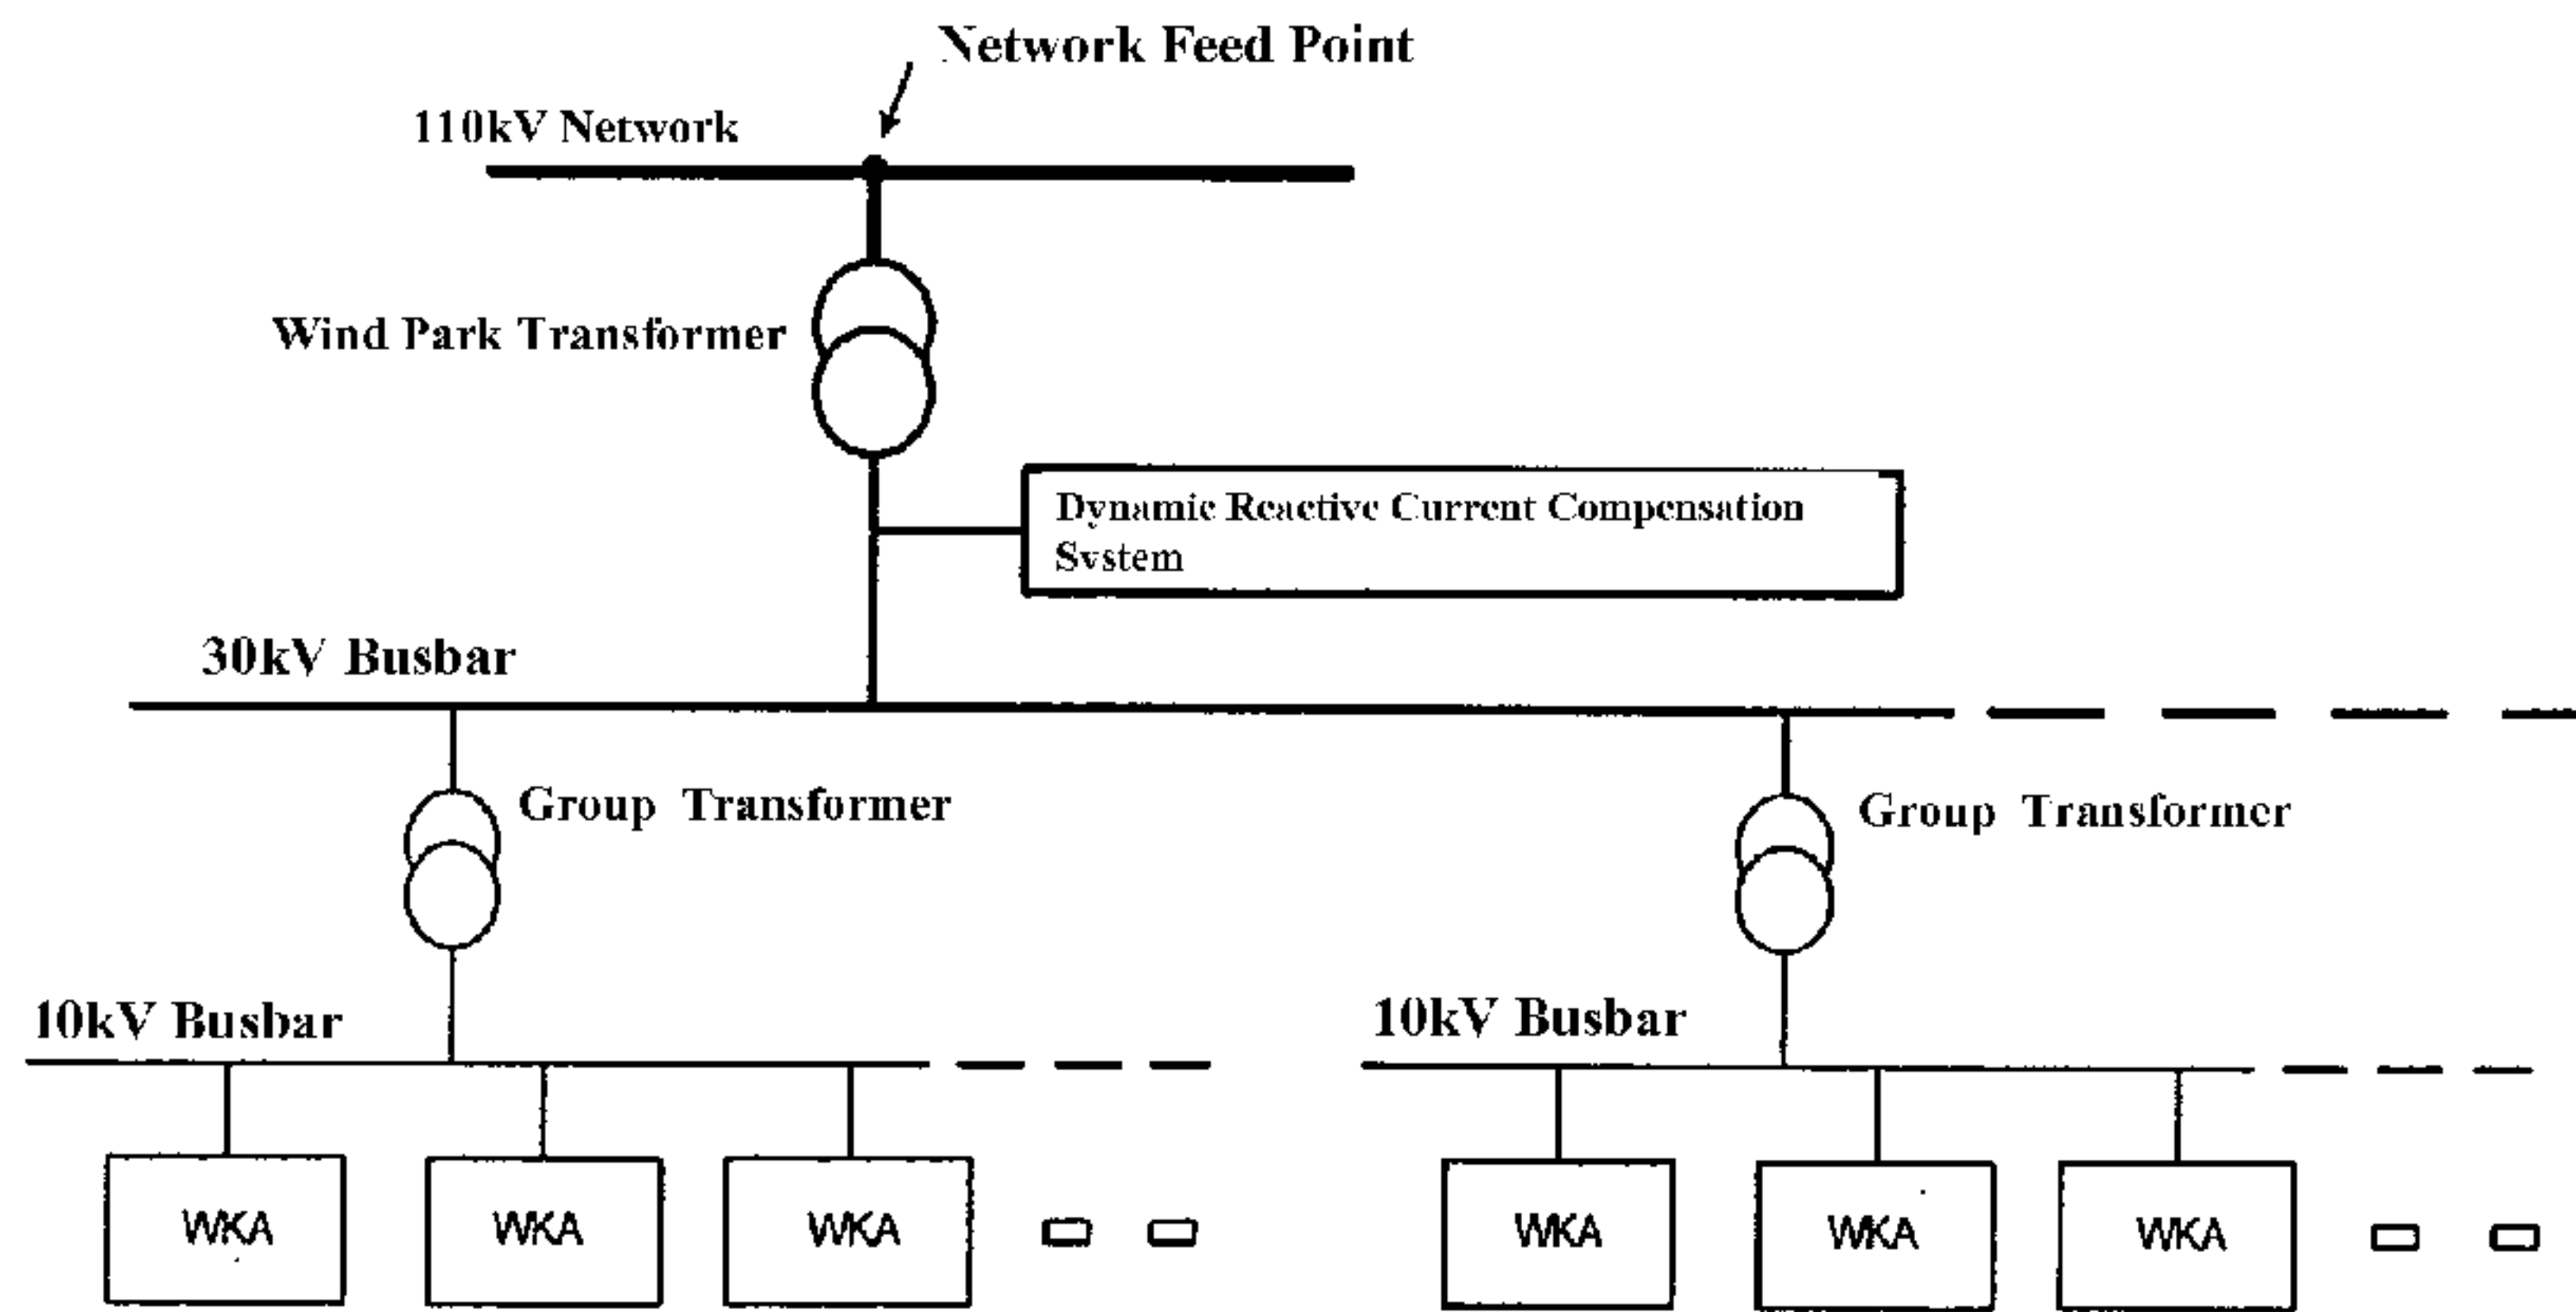 Network Feed Point
110kV Network
Wind Park Transformer
Dynamic Reactive Current Compensation
System
30kV Busbar
Group Transformer
Group Transformer
10kV Busbar
10kV Busbar
WKA
WKA
WKA
WKA
WKA
WKA